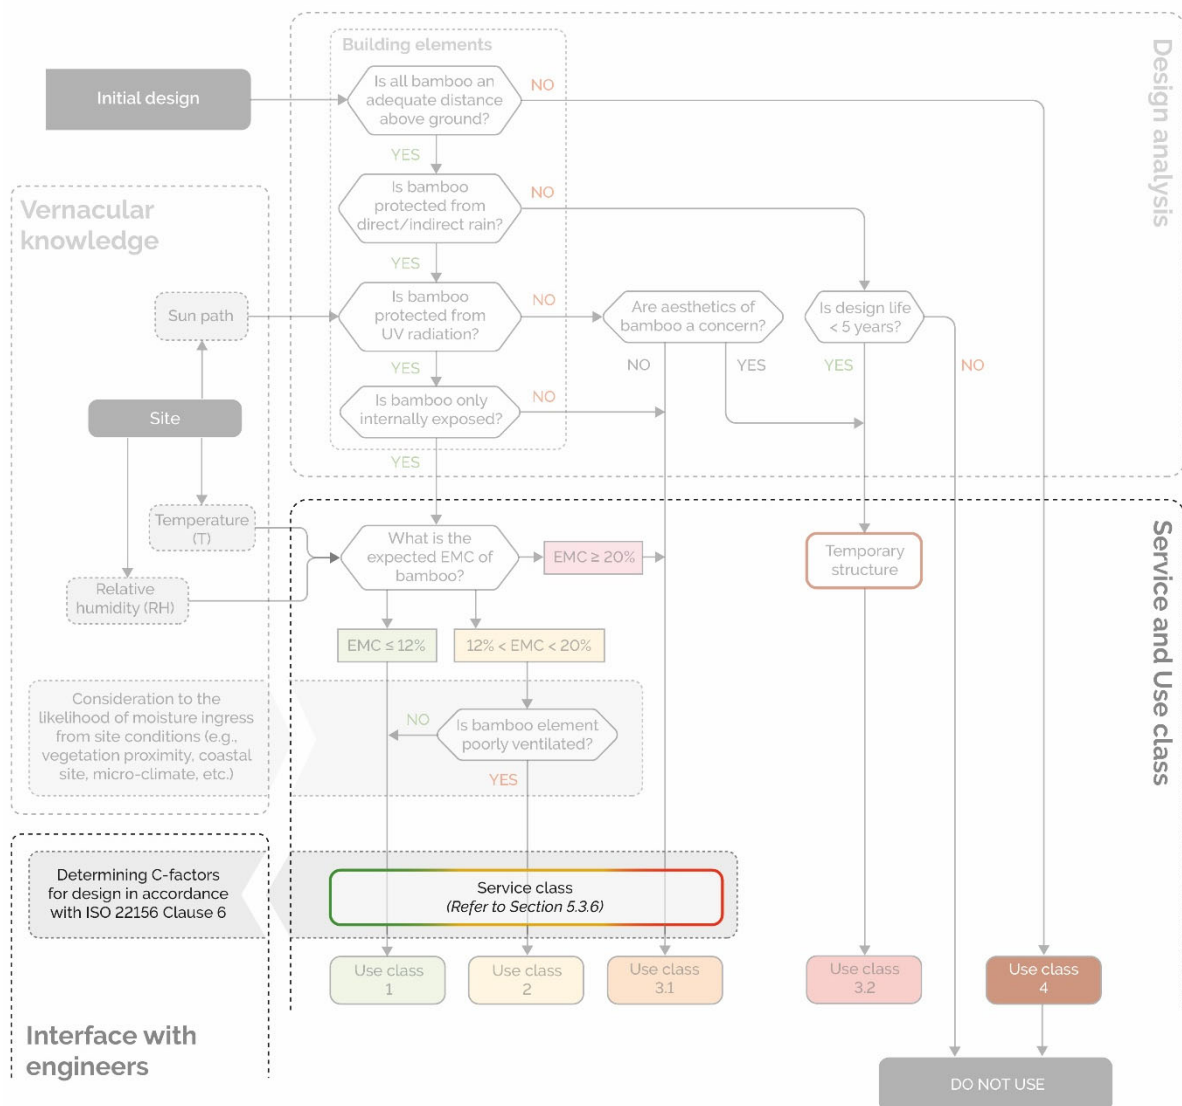 Building elements
Design analysis
Initial design
Is all bamboo an
adequate distance
above ground?
NO
YES
Vernacular
knowledge
Is bamboo
protected from
direct/indirect rain?
NO
YES
Sun path
Is bamboo
protected from
UV radiation?
NO
Are aesthetics of
bamboo a concern?
Is design life
< 5 years?
YES
NO
YES
YES
NO
Site
Is bamboo only
internally exposed?
NO
YES
Temperature
(T)
Relative
humidity (RH)
What is the
expected EMC of
bamboo?
EMC ≥ 20%
Temporary
structure
Service and Use class
EMC ≤ 12%
12% < EMC < 20%
Consideration to the
likelihood of moisture ingress
from site conditions (e.g.,
vegetation proximity, coastal
site, micro-climate, etc.)
NO
Is bamboo element
poorly ventilated?
YES
Determining C-factors
for design in accordance
with ISO 22156 Clause 6
Service class
(Refer to Section 5.3.6)
Use class
1
Use class
2
Use class
3.1
Use class
3.2
Use class
4
Interface with
engineers
DO NOT USE